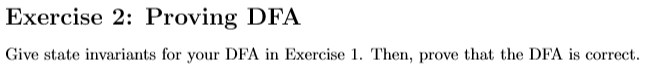 Exercise 2: Proving DFA
Give state invariants for your DFA in Exercise 1. Then, prove that the DFA is correct.